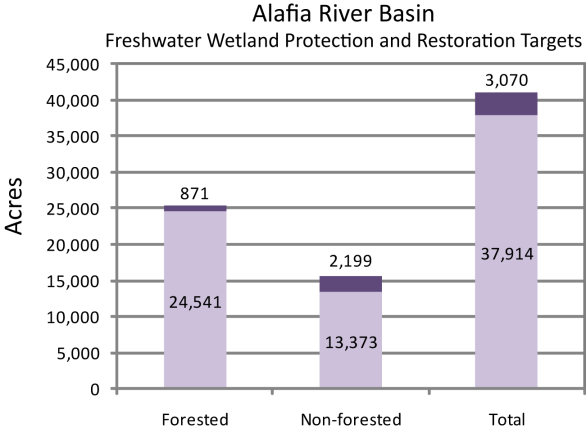 Alafia River Basin
Freshwater Wetland Protection and Restoration Targets
Acres
45,000
40,000
35,000
30,000
25,000
20,000
15,000
10,000
5,000
0
871
24,541
2,199
13,373
3,070
37,914
Forested
Non-forested
Total